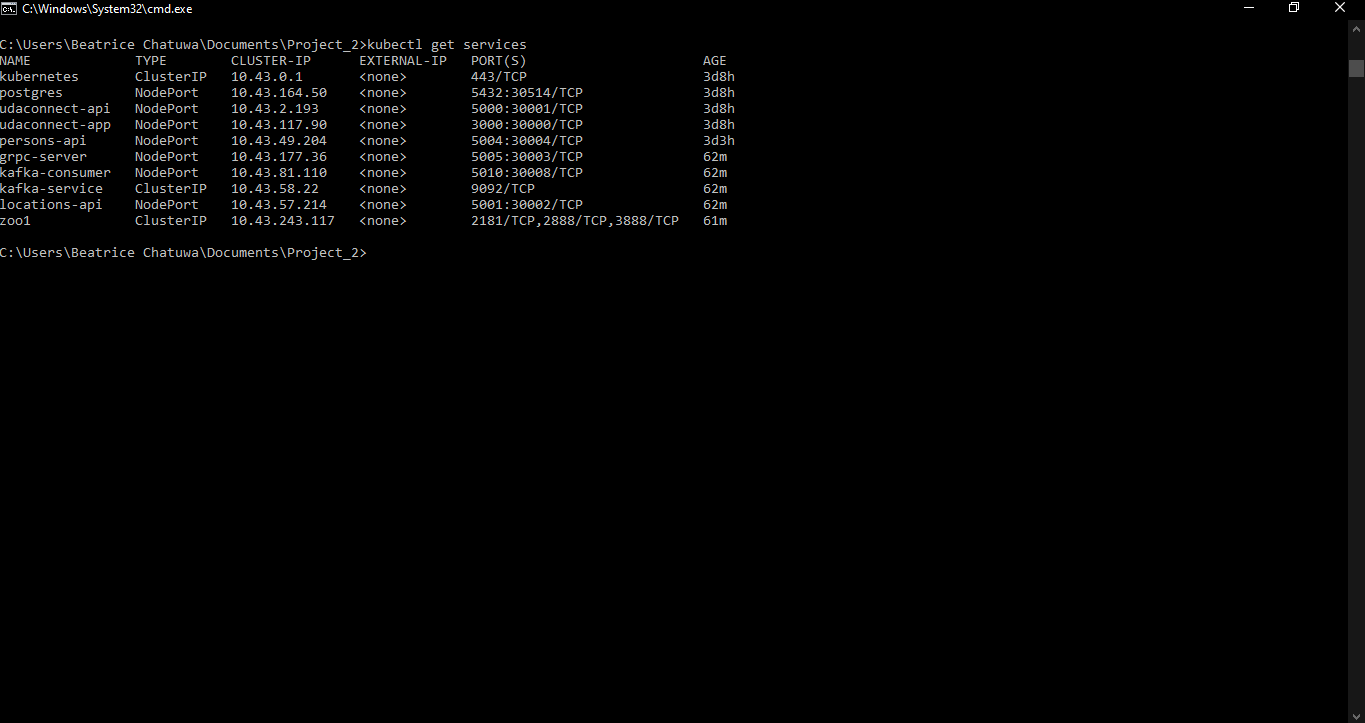 C:\Windows\System32\cmd.exe
C:\Users\Beatrice Chatuwa\Documents\Project_2>kubectl get services
NAME TYPE CLUSTER-IP EXTERNAL-IP PORT(S) AGE
kubernetes ClusterIP 10.43.0.1 <none> 443/TCP 3d8h
postgres NodePort 10.43.164.50 <none> 5432:30514/TCP 3d8h
udaconnect-api NodePort 10.43.2.193 <none> 5000:30001/TCP 3d8h
udaconnect-app NodePort 10.43.117.90 <none> 3000:30000/TCP 3d8h
persons-api NodePort 10.43.49.204 <none> 5004:30004/TCP 3d3h
grpc-server NodePort 10.43.177.36 <none> 5005:30003/TCP 62m
kafka-consumer NodePort 10.43.81.110 <none> 5010:30008/TCP 62m
kafka-service ClusterIP 10.43.58.22 <none> 9092/TCP 62m
locations-api NodePort 10.43.57.214 <none> 5001:30002/TCP 62m
zoo1 ClusterIP 10.43.243.117 <none> 2181/TCP,2888/TCP,3888/TCP 61m
C:\Users\Beatrice Chatuwa\Documents\Project_2>